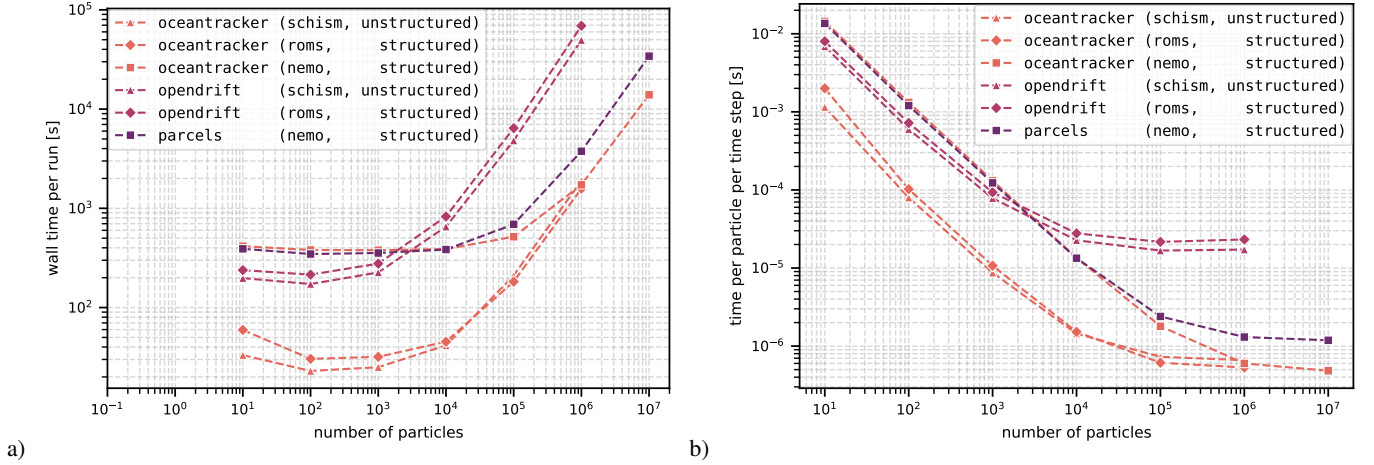 10^5
10^4
10^3
10^2
wall time per run [s]
oceantracker (schism, unstructured)
oceantracker (roms, structured)
oceantracker (nemo, structured)
opendrift (schism, unstructured)
opendrift (roms, structured)
parcels (nemo, structured)
10^−1 10^0 10^1 10^2 10^3 10^4 10^5 10^6 10^7
number of particles
a)
10^−2
10^−3
10^−4
10^−5
10^−6
time per particle per time step [s]
oceantracker (schism, unstructured)
oceantracker (roms, structured)
oceantracker (nemo, structured)
opendrift (schism, unstructured)
opendrift (roms, structured)
parcels (nemo, structured)
10^1 10^2 10^3 10^4 10^5 10^6 10^7
number of particles
b)